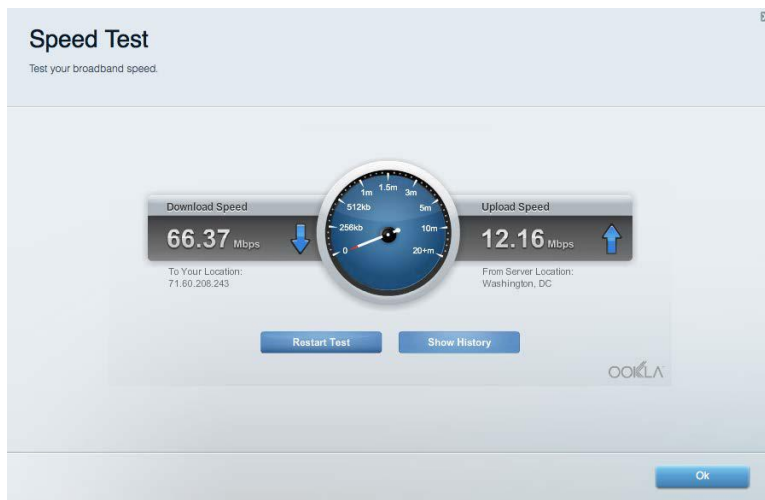 Speed Test
Test your broadband speed.
Download Speed
66.37 Mbps
To Your Location:
71.60.208.243
0
256kb
512kb
1m
1.5m
3m
5m
10m
20+m
Upload Speed
12.16 Mbps
From Server Location:
Washington, DC
Restart Test
Show History
OOKLA
Ok